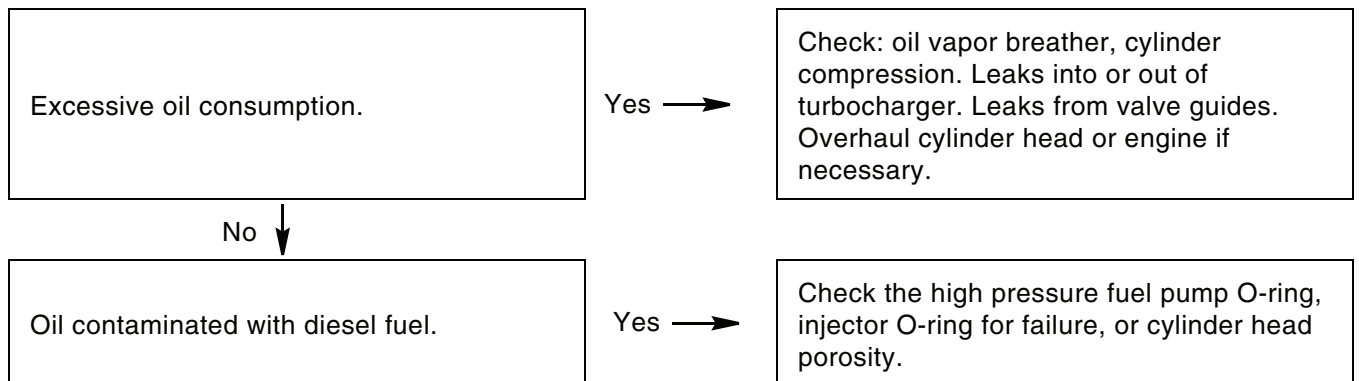 Excessive oil consumption.
Yes
Check: oil vapor breather, cylinder
compression. Leaks into or out of
turbocharger. Leaks from valve guides.
Overhaul cylinder head or engine if
necessary.
No
Oil contaminated with diesel fuel.
Yes
Check the high pressure fuel pump O-ring,
injector O-ring for failure, or cylinder head
porosity.